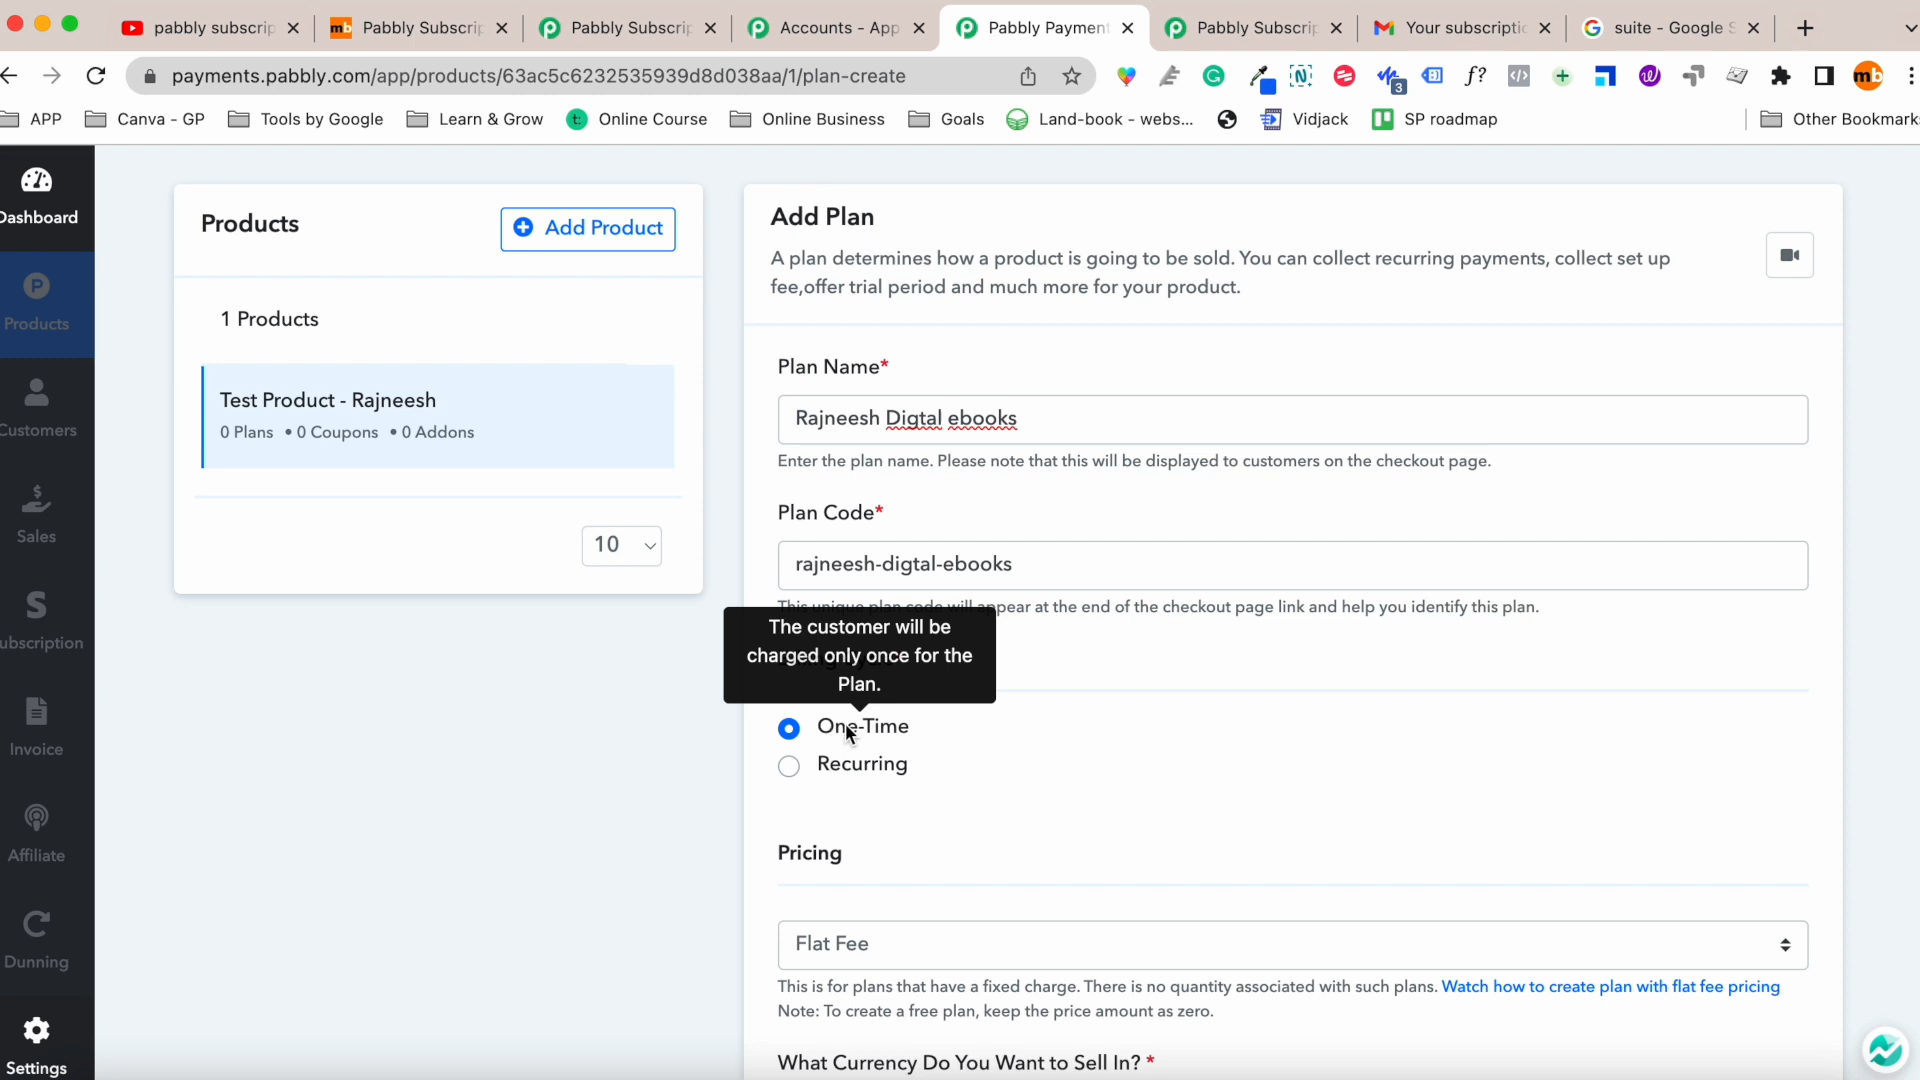 pabbly subscrip
Pabbly Subscrip
Pabbly Subscrip
Accounts - App
Pabbly Payment
Pabbly Subscrip
Your subscriptio
suite - Google S
payments.pabbly.com/app/products/63ac5c6232535939d8d038aa/1/plan-create
3
f?
mb
APP
Canva - GP
Tools by Google
Learn & Grow
Online Course
Online Business
Goals
Land-book - webs...
Vidjack
SP roadmap
Other Bookmark
Dashboard
Products
Customers
Sales
ubscription
Invoice
Affiliate
Dunning
Settings
Products
Add Product
1 Products
Test Product - Rajneesh
0 Plans • 0 Coupons • 0 Addons
10
Add Plan
A plan determines how a product is going to be sold. You can collect recurring payments, collect set up
fee,offer trial period and much more for your product.
Plan Name*
Rajneesh Digtal ebooks
Enter the plan name. Please note that this will be displayed to customers on the checkout page.
Plan Code*
rajneesh-digtal-ebooks
This unique plan code will appear at the end of the checkout page link and help you identify this plan.
The customer will be
charged only once for the
Plan.
One-Time
Recurring
Pricing
Flat Fee
This is for plans that have a fixed charge. There is no quantity associated with such plans. Watch how to create plan with flat fee pricing
Note: To create a free plan, keep the price amount as zero.
What Currency Do You Want to Sell In? *